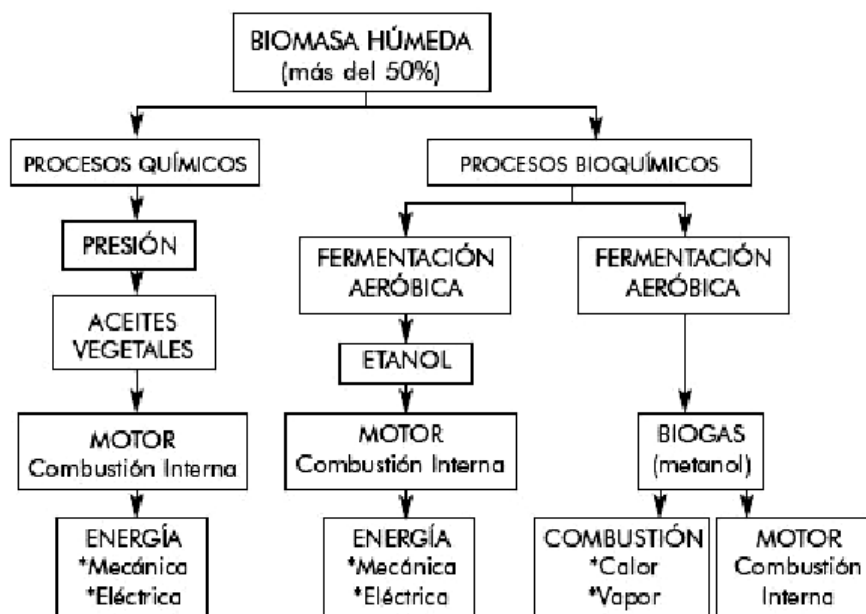 BIOMASA HÚMEDA
(más del 50%)
PROCESOS QUÍMICOS
PROCESOS BIOQUÍMICOS
PRESIÓN
FERMENTACIÓN
AERÓBICA
FERMENTACIÓN
AERÓBICA
ACEITES
VEGETALES
ETANOL
MOTOR
Combustión Interna
MOTOR
Combustión Interna
BIOGAS
(metanol)
ENERGÍA
*Mecánica
*Eléctrica
ENERGÍA
*Mecánica
*Eléctrica
COMBUSTIÓN
*Calor
*Vapor
MOTOR
Combustión
Interna